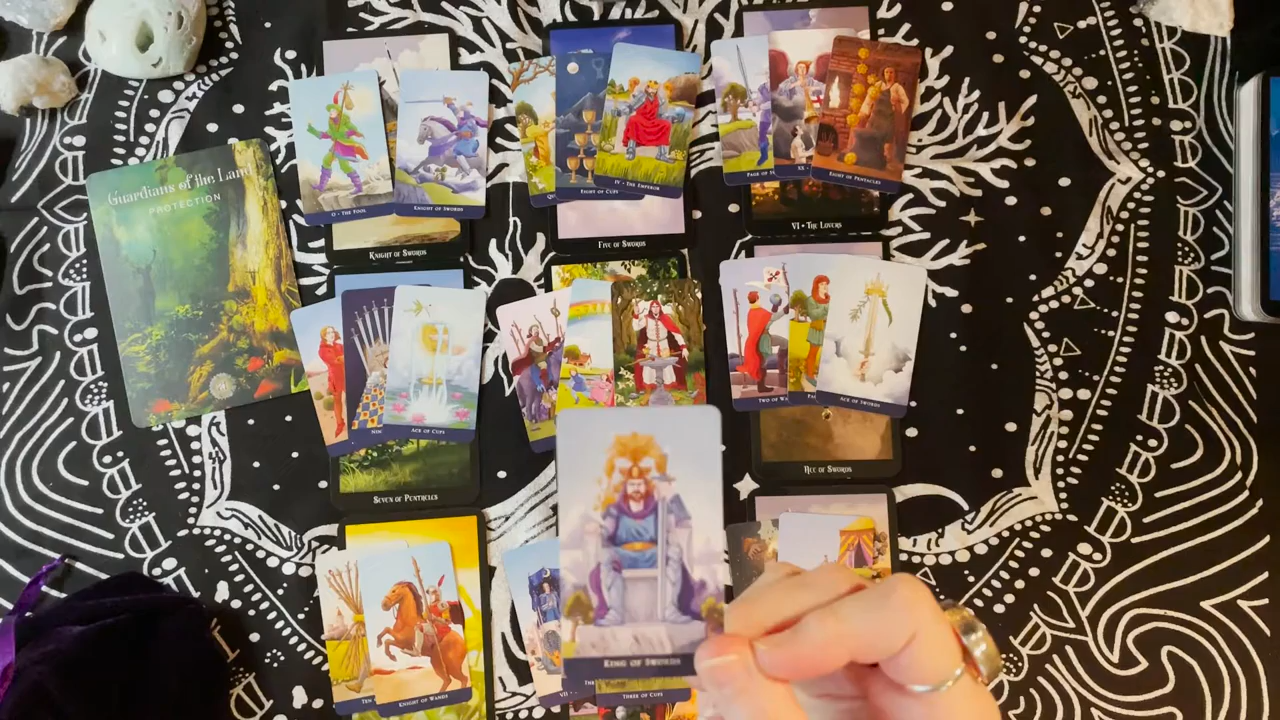 Guardians of the Land
PROTECTION
0 • THE FOOL
KNIGHT OF SWORDS
KNIGHT OF SWORDS
EIGHT OF CUPS
IV • THE EMPEROR
FIVE OF SWORDS
PAGE OF
EIGHT OF PENTACLES
VI • THE LOVERS
ACE OF CUPS
SEVEN OF PENTACLES
TWO OF
ACE OF SWORDS
ACE OF SWORDS
TEN
KNIGHT OF WANDS
KING OF SWORDS
THREE OF CUPS